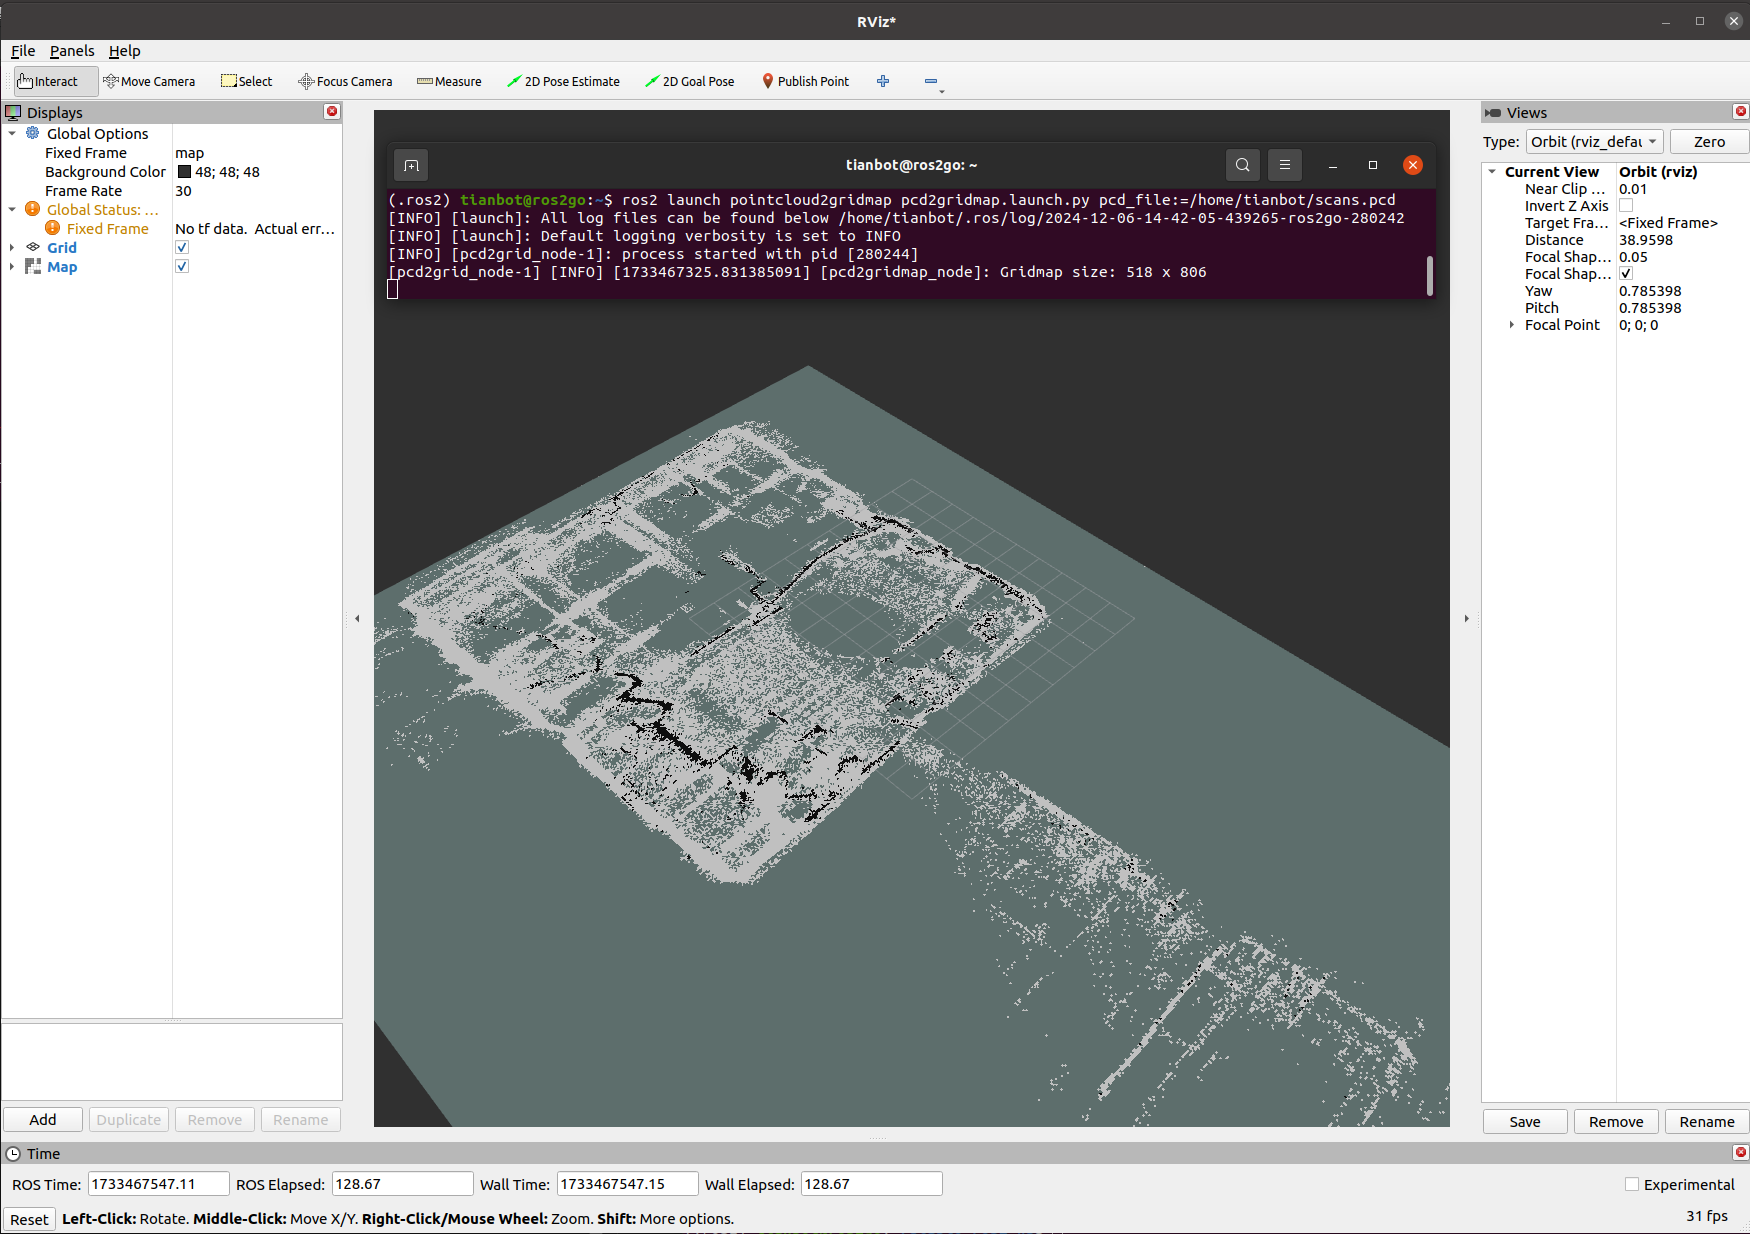 RViz*
File Panels Help
Interact Move Camera Select Focus Camera Measure 2D Pose Estimate 2D Goal Pose Publish Point
Displays
Global Options
Fixed Frame map
Background Color 48; 48; 48
Frame Rate 30
Global Status: ...
Fixed Frame No tf data. Actual err...
Grid
Map
Add Duplicate Remove Rename
tianbot@ros2go: ~
(.ros2) tianbot@ros2go:~$ ros2 launch pointcloud2gridmap pcd2gridmap.launch.py pcd_file:=/home/tianbot/scans.pcd
[INFO] [launch]: All log files can be found below /home/tianbot/.ros/log/2024-12-06-14-42-05-439265-ros2go-280242
[INFO] [launch]: Default logging verbosity is set to INFO
[INFO] [pcd2grid_node-1]: process started with pid [280244]
[pcd2grid_node-1] [INFO] [1733467325.831385091] [pcd2gridmap_node]: Gridmap size: 518 x 806
Views
Type: Orbit (rviz_defau Zero
Current View Orbit (rviz)
Near Clip ... 0.01
Invert Z Axis
Target Fra... <Fixed Frame>
Distance 38.9598
Focal Shap... 0.05
Focal Shap...
Yaw 0.785398
Pitch 0.785398
Focal Point 0; 0; 0
Save Remove Rename
Time
ROS Time: 1733467547.11 ROS Elapsed: 128.67 Wall Time: 1733467547.15 Wall Elapsed: 128.67 Experimental
Reset Left-Click: Rotate. Middle-Click: Move X/Y. Right-Click/Mouse Wheel: Zoom. Shift: More options. 31 fps